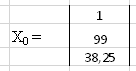 1
X₀ = 99
38,25